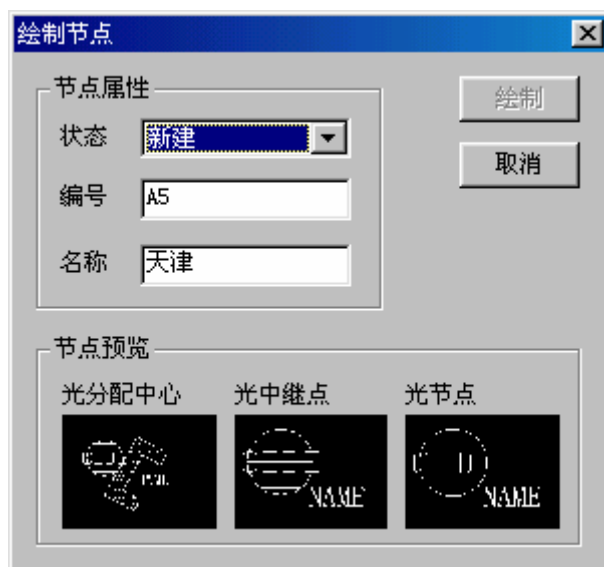 绘制节点
节点属性
绘制
状态 新建
取消
编号 A5
名称 天津
节点预览
光分配中心 光中继点 光节点
NAME NAME